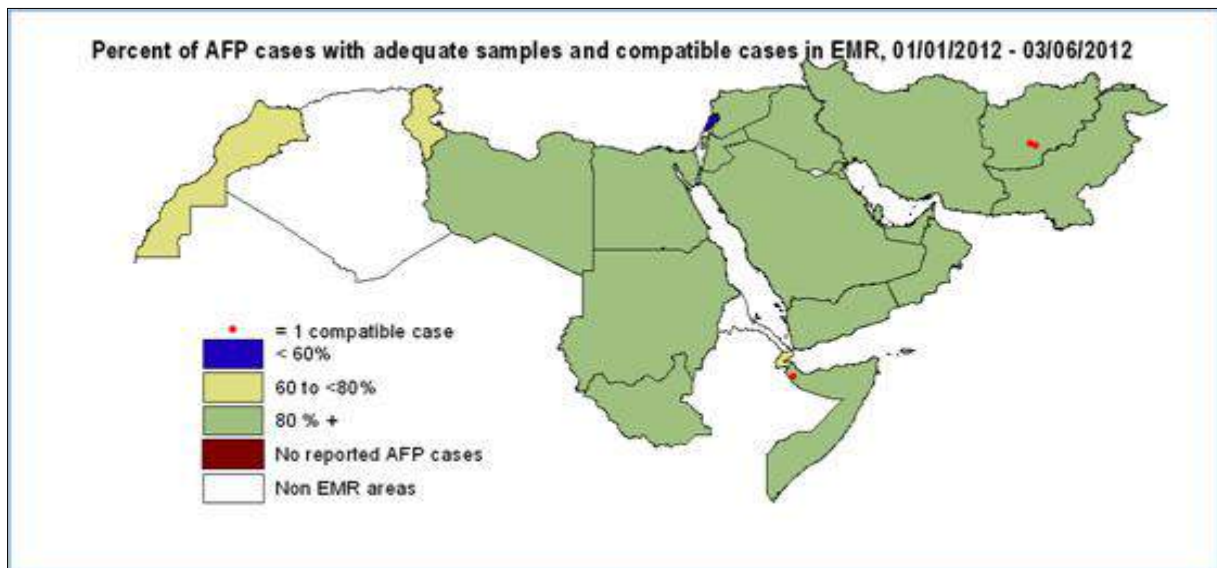 Percent of AFP cases with adequate samples and compatible cases in EMR, 01/01/2012 - 03/06/2012
= 1 compatible case
< 60%
60 to <80%
80 % +
No reported AFP cases
Non EMR areas